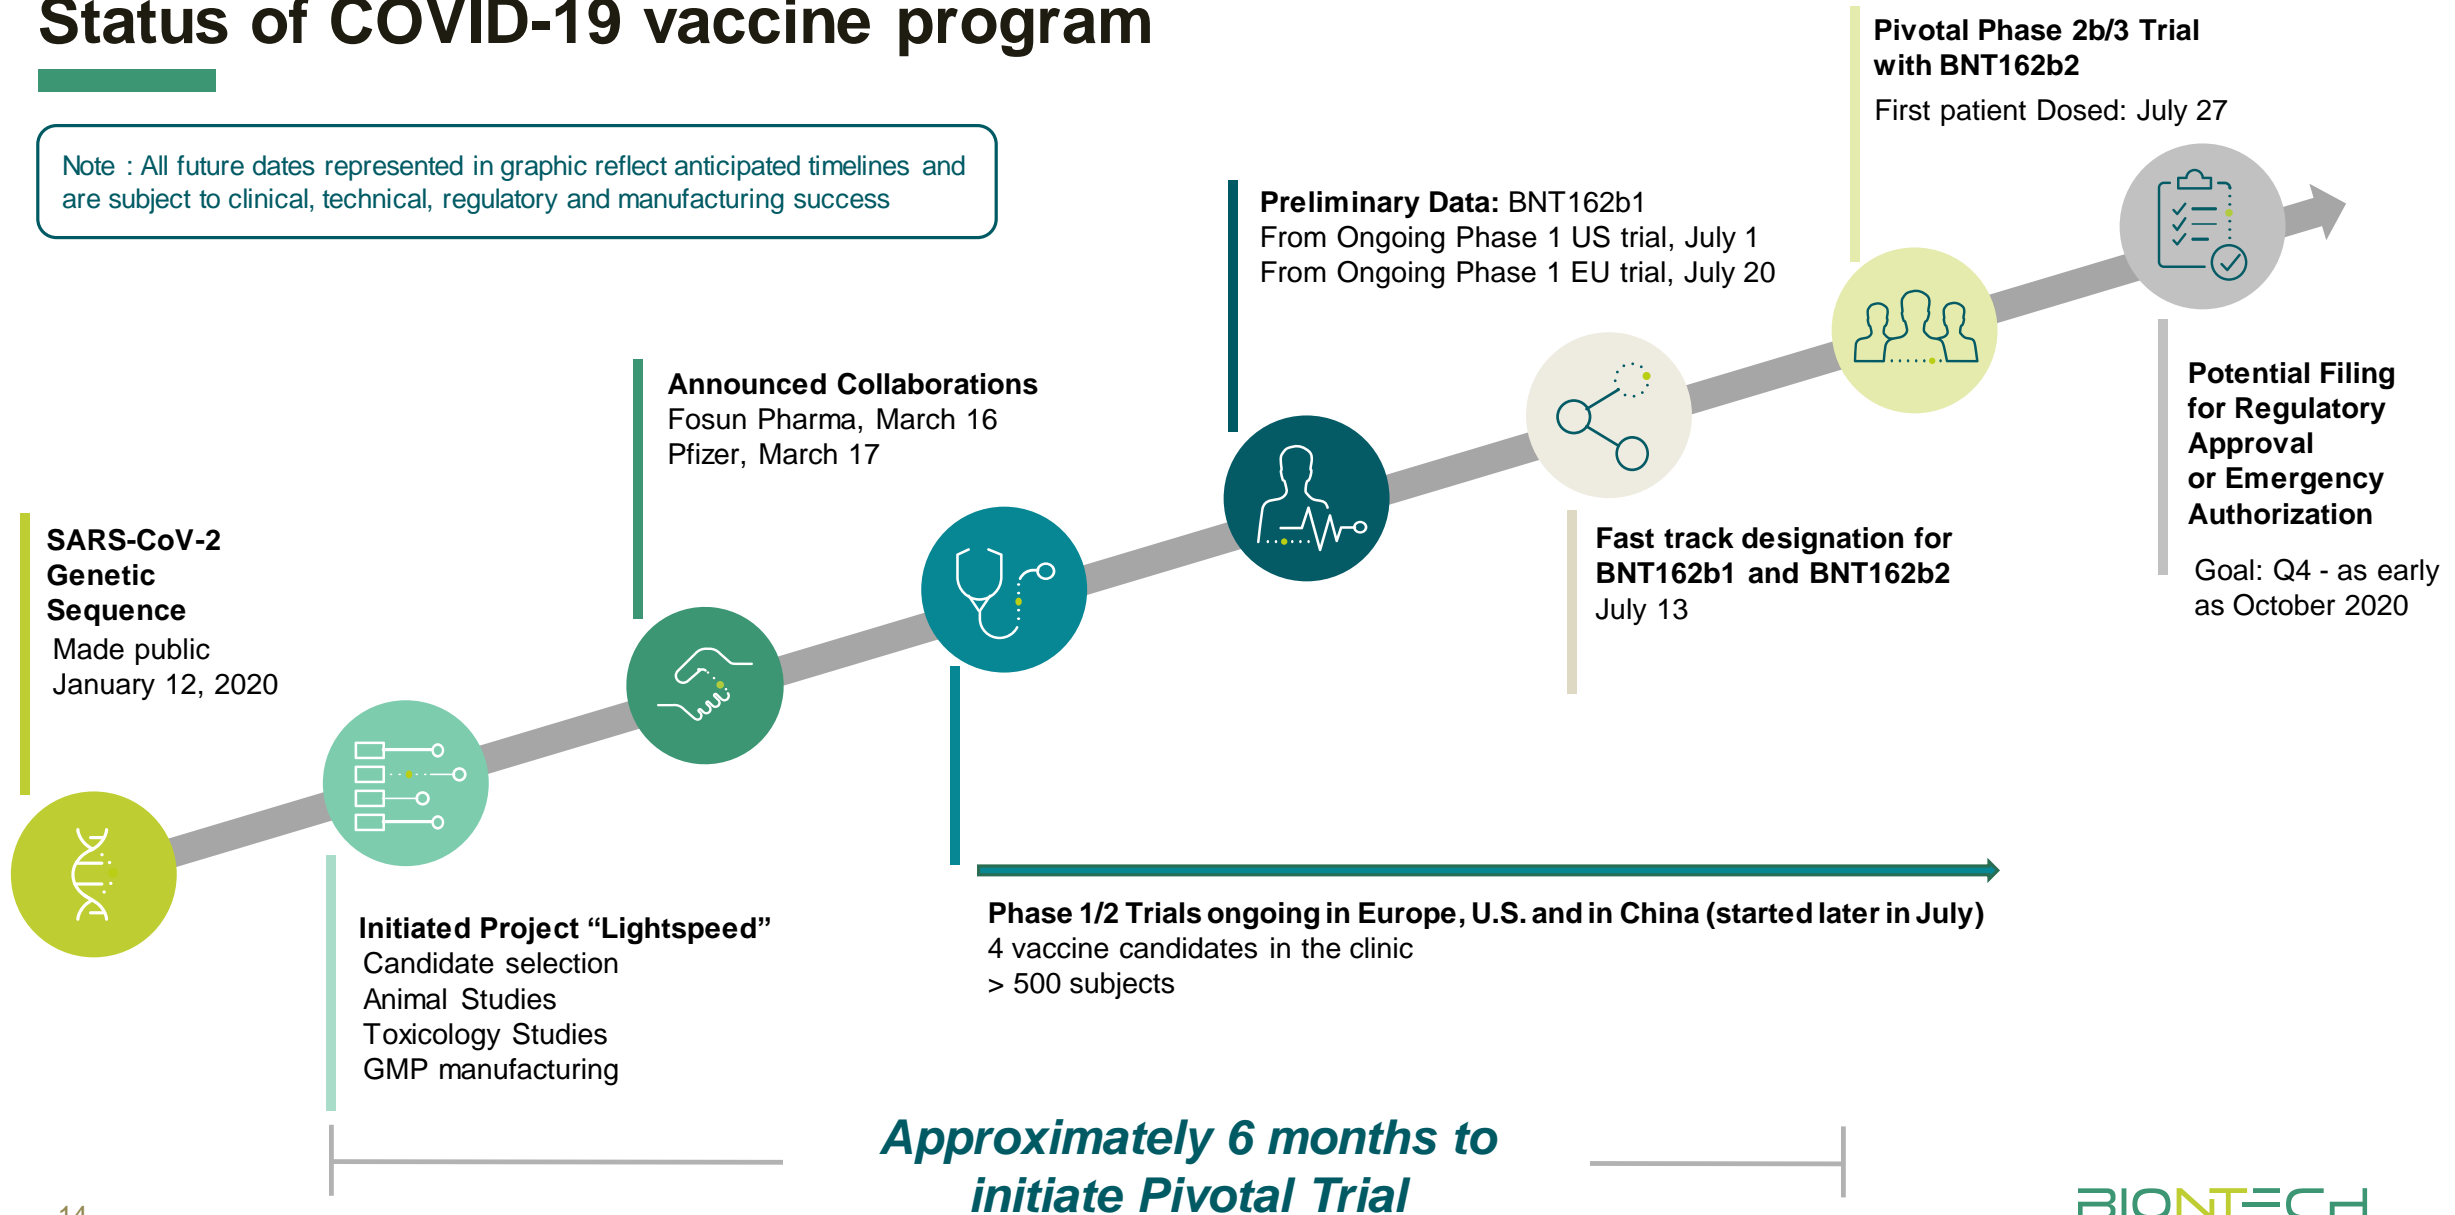 Status of COVID-19 vaccine program
Note : All future dates represented in graphic reflect anticipated timelines and
are subject to clinical, technical, regulatory and manufacturing success
SARS-CoV-2
Genetic
Sequence
Made public
January 12, 2020
Initiated Project “Lightspeed”
Candidate selection
Animal Studies
Toxicology Studies
GMP manufacturing
Announced Collaborations
Fosun Pharma, March 16
Pfizer, March 17
Phase 1/2 Trials ongoing in Europe, U.S. and in China (started later in July)
4 vaccine candidates in the clinic
> 500 subjects
Preliminary Data: BNT162b1
From Ongoing Phase 1 US trial, July 1
From Ongoing Phase 1 EU trial, July 20
Fast track designation for
BNT162b1 and BNT162b2
July 13
Pivotal Phase 2b/3 Trial
with BNT162b2
First patient Dosed: July 27
Potential Filing
for Regulatory
Approval
or Emergency
Authorization
Goal: Q4 - as early
as October 2020
Approximately 6 months to
initiate Pivotal Trial
14
BIONTECH